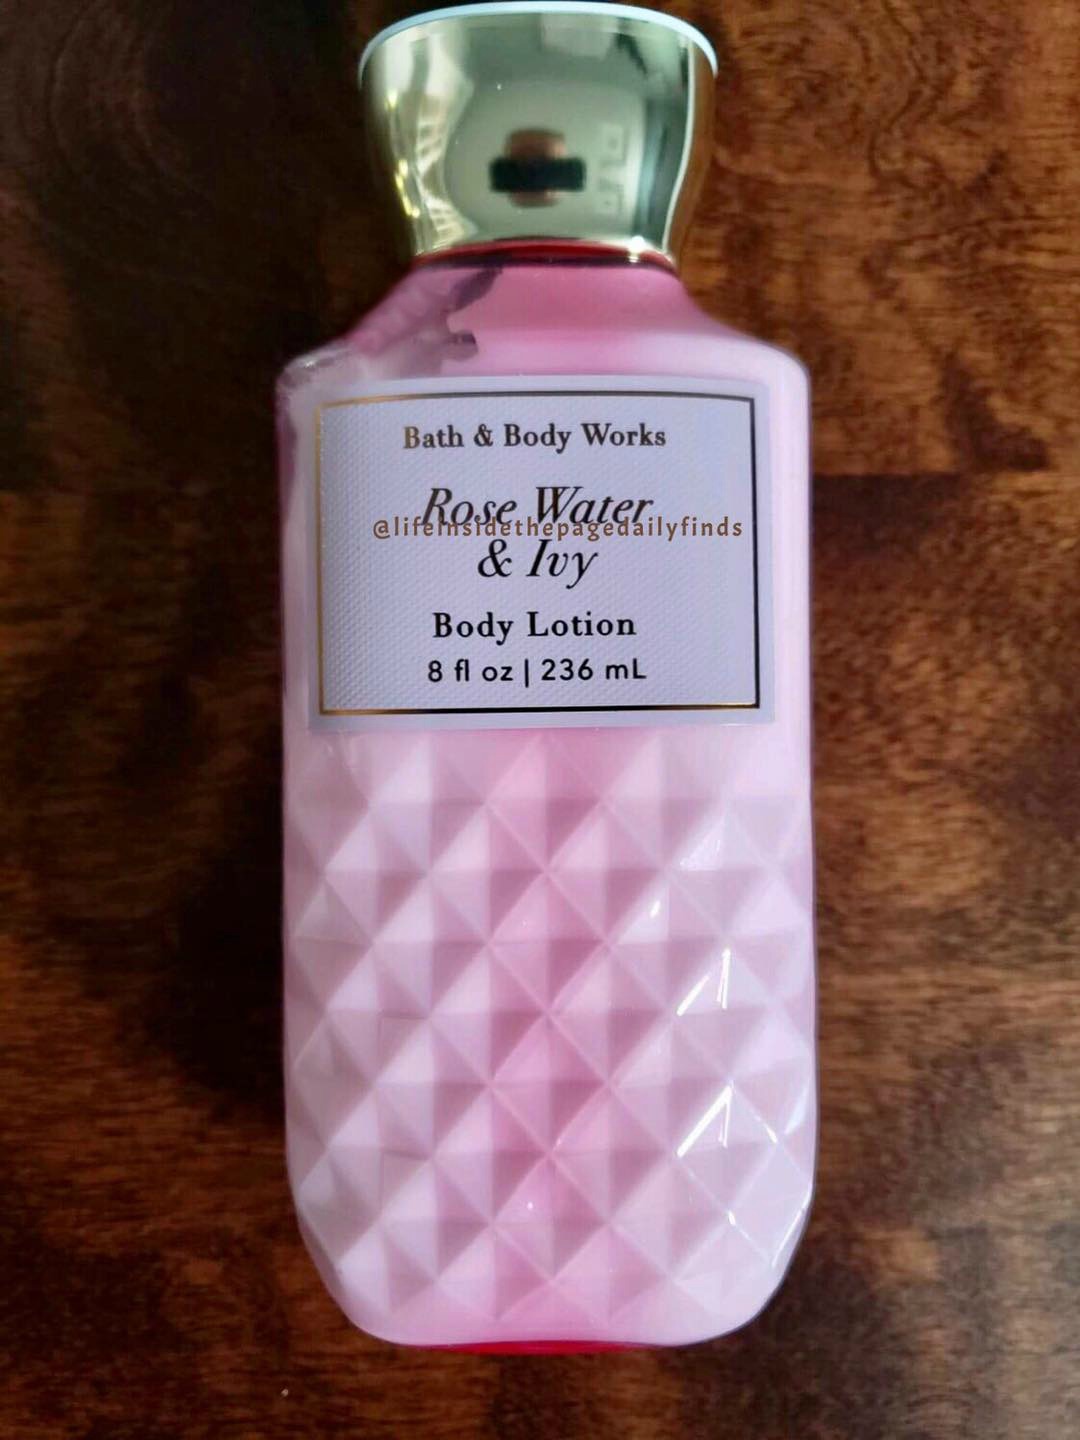 Bath & Body Works
Rose Water
@lifeinsidethepagedailyfinds
& Ivy
Body Lotion
8 fl oz | 236 mL